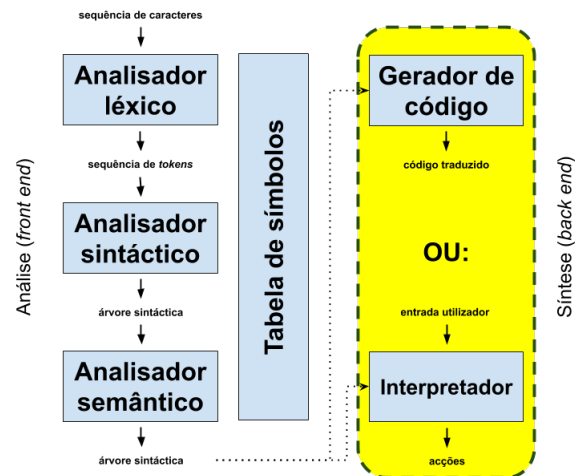 sequência de caracteres
Analisador
léxico
sequência de tokens
Analisador
sintáctico
árvore sintáctica
Analisador
semântico
árvore sintáctica
Análise (front end)
Tabela de símbolos
Gerador de
código
código traduzido
OU:
entrada utilizador
Interpretador
acções
Síntese (back end)